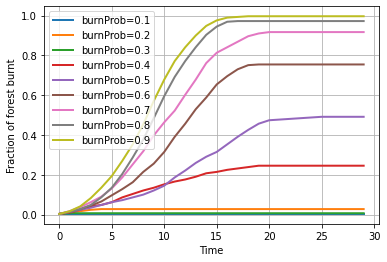 1.0
0.8
0.6
0.4
0.2
0.0
Fraction of forest burnt
burnProb=0.1
burnProb=0.2
burnProb=0.3
burnProb=0.4
burnProb=0.5
burnProb=0.6
burnProb=0.7
burnProb=0.8
burnProb=0.9
0 5 10 15 20 25 30
Time